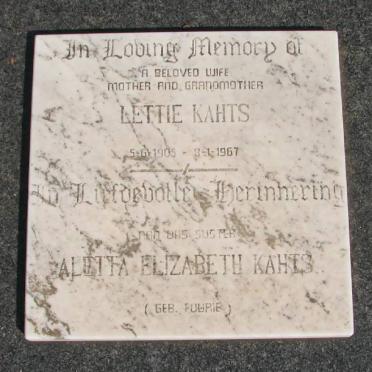 In Loving Memory of
A BELOVED WIFE
MOTHER AND GRANDMOTHER
LETTIE KAHTS
5-6-1905 - 8-1-1967
In Liefdevolle Herinnering
AAN ONS SUSTER
ALETTA ELIZABETH KAHTS
( GEB. FOURIE )